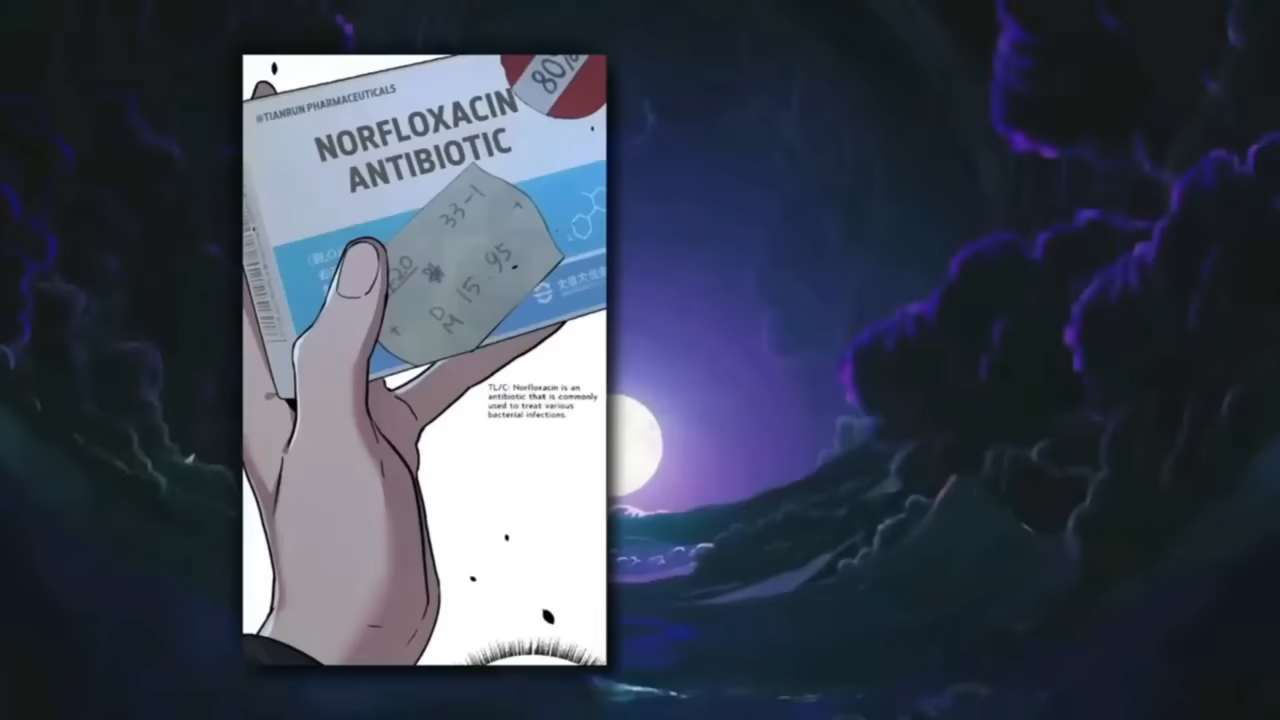 @TIANRUN PHARMACEUTICALS
80%
NORFLOXACIN
ANTIBIOTIC
33-1
20
15.95
D
M
TL/C: Norfloxacin is an
antibiotic that is commonly
used to treat various
bacterial infections.